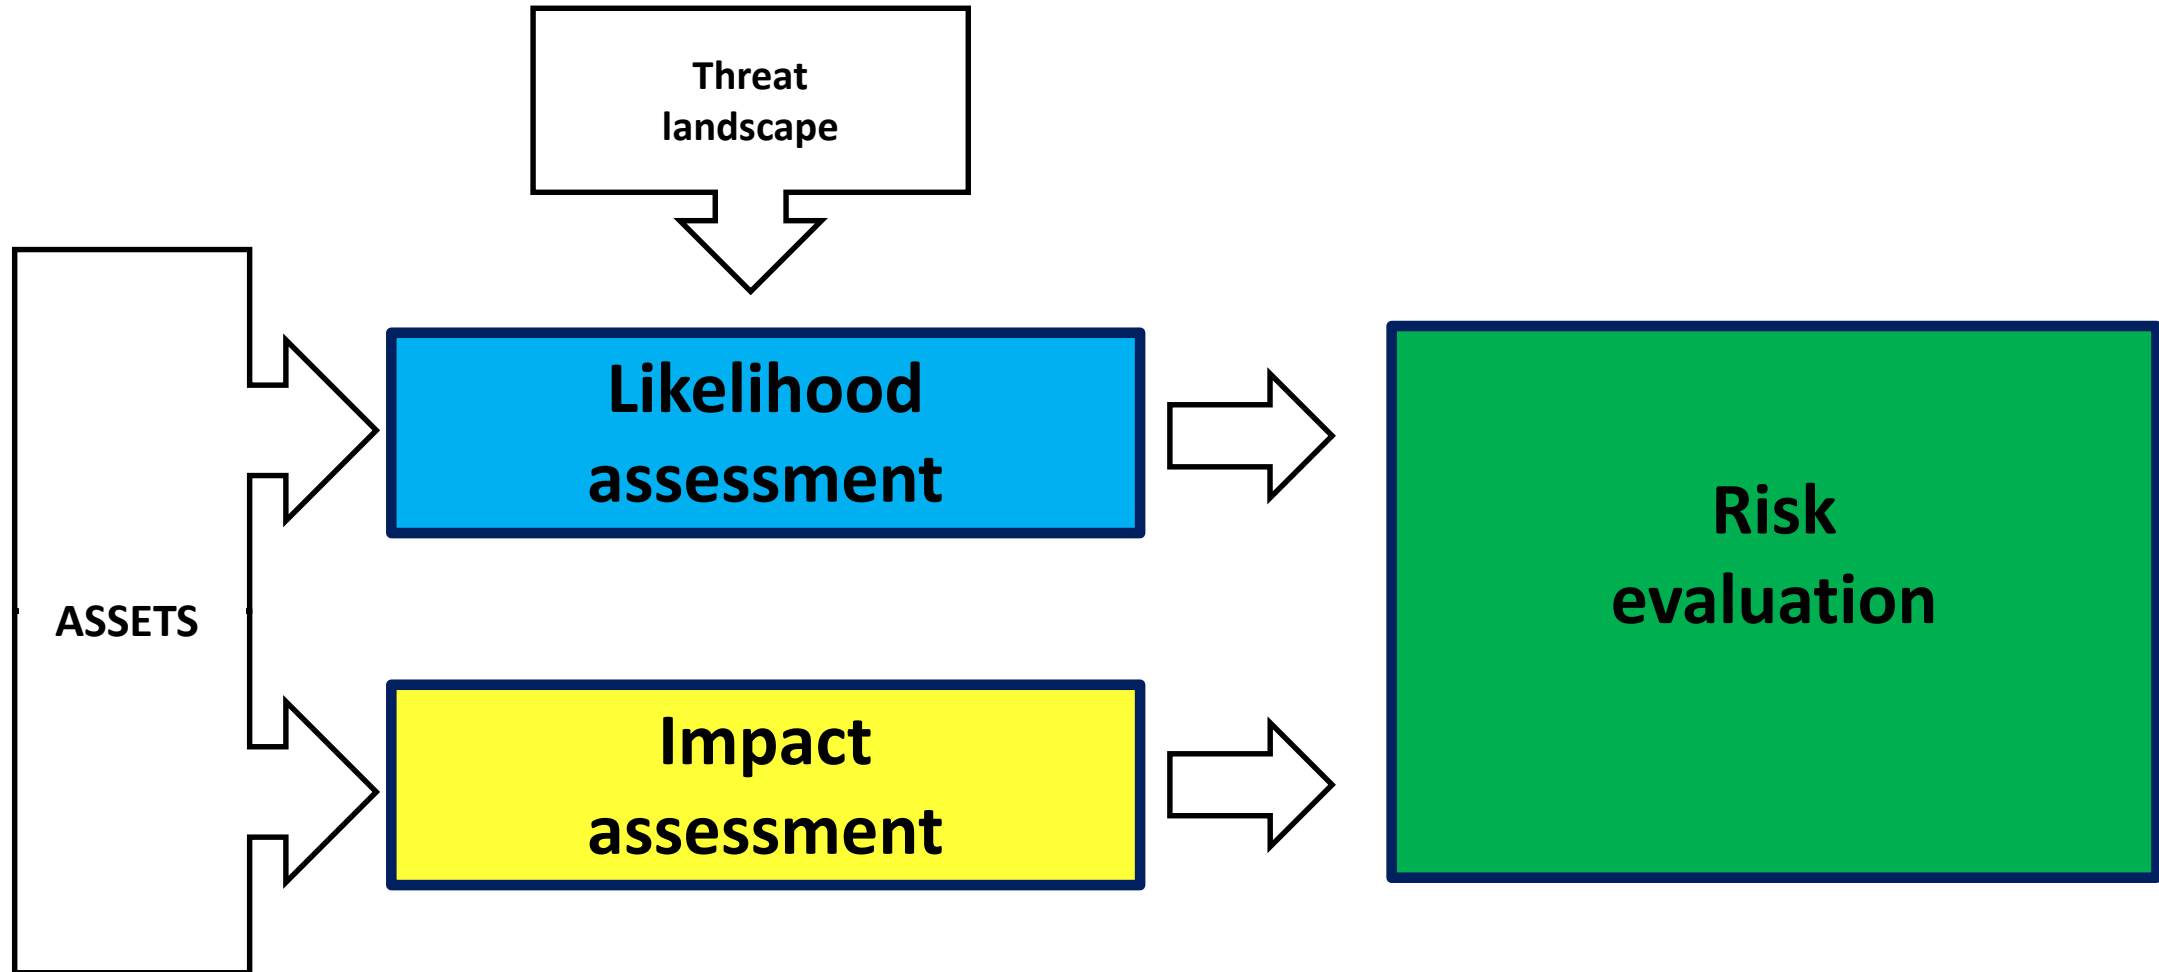 Threat
landscape
Likelihood
assessment
Risk
evaluation
ASSETS
Impact
assessment